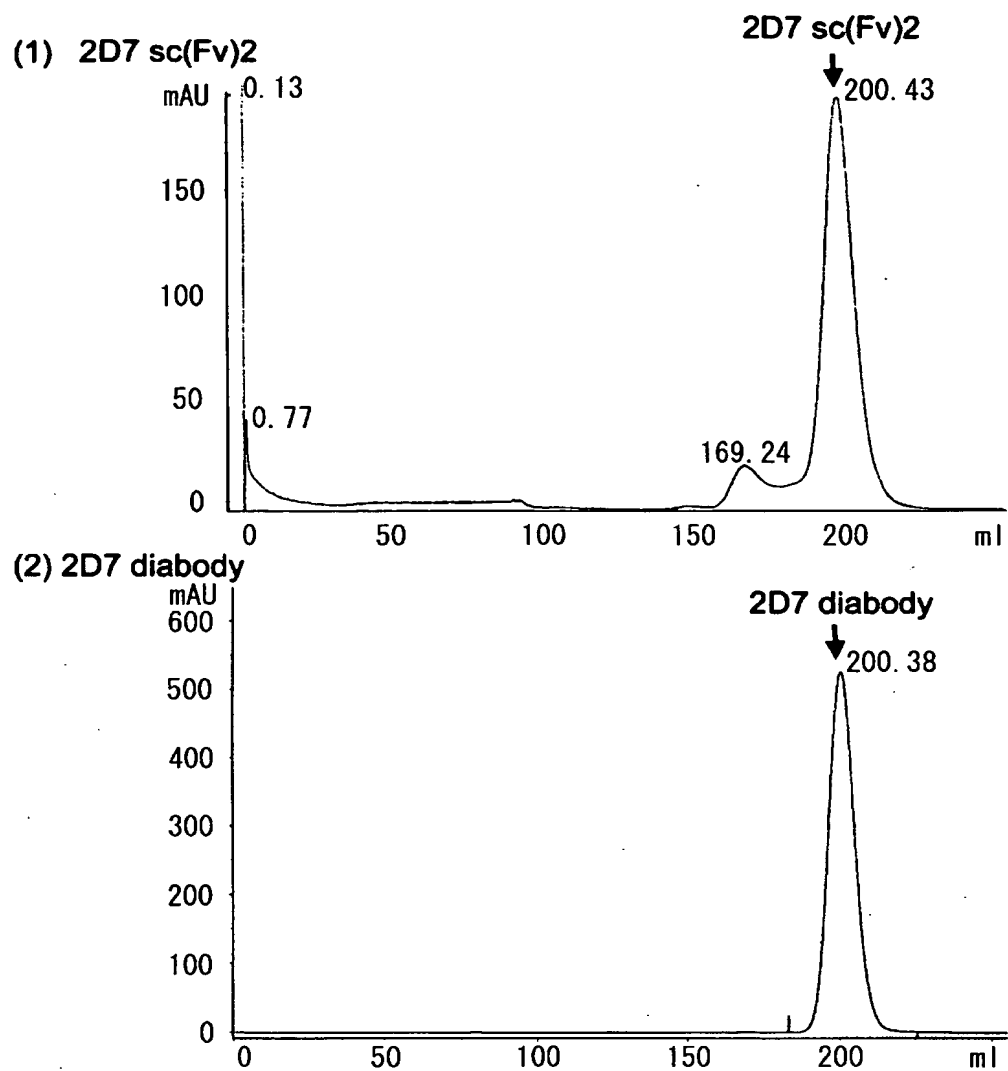 2D7 sc(Fv)2
(1) 2D7 sc(Fv)2
mAU
0.13
200.43
150
100
50
0.77
169.24
0
0 50 100 150 200 ml
(2) 2D7 diabody
mAU
2D7 diabody
600
200.38
500
400
300
200
100
0
0 50 100 150 200 ml